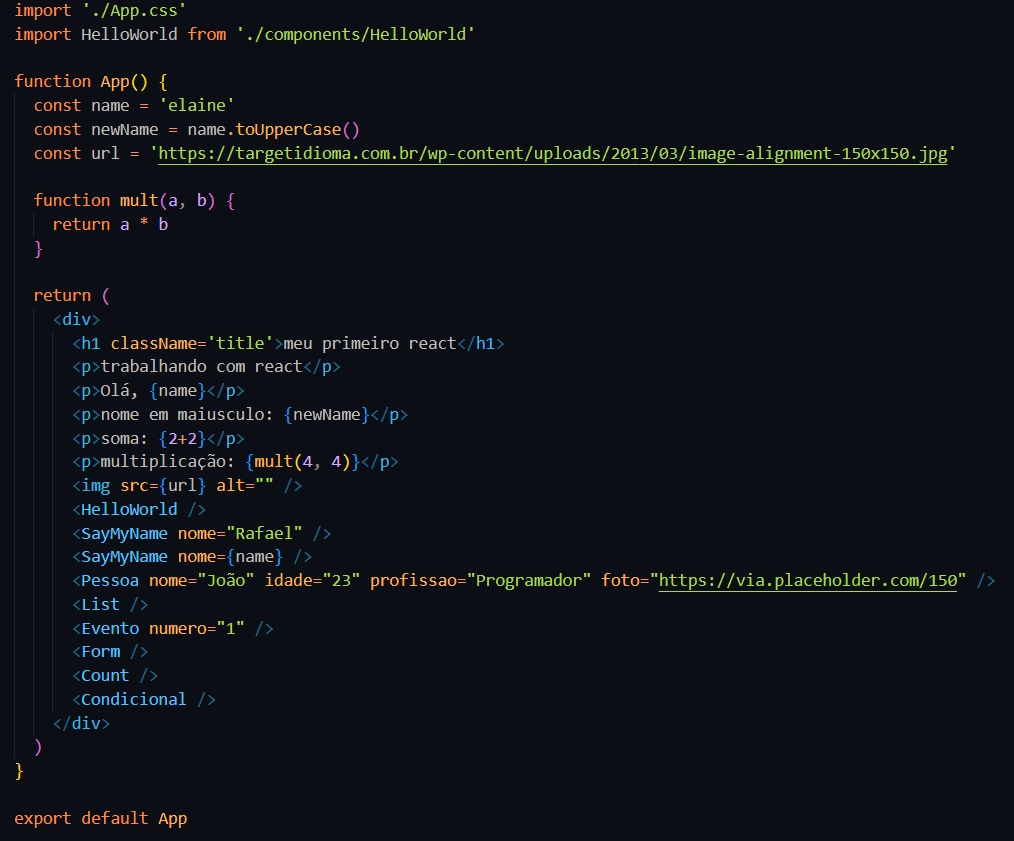 import './App.css'
import HelloWorld from './components/HelloWorld'

function App() {
  const name = 'elaine'
  const newName = name.toUpperCase()
  const url = 'https://targetidioma.com.br/wp-content/uploads/2013/03/image-alignment-150x150.jpg'

  function mult(a, b) {
    return a * b
  }

  return (
    <div>
      <h1 className='title'>meu primeiro react</h1>
      <p>trabalhando com react</p>
      <p>Olá, {name}</p>
      <p>nome em maiusculo: {newName}</p>
      <p>soma: {2+2}</p>
      <p>multiplicação: {mult(4, 4)}</p>
      <img src={url} alt="" />
      <HelloWorld />
      <SayMyName nome="Rafael" />
      <SayMyName nome={name} />
      <Pessoa nome="João" idade="23" profissao="Programador" foto="https://via.placeholder.com/150" />
      <List />
      <Evento numero="1" />
      <Form />
      <Count />
      <Condicional />
    </div>
  )
}

export default App